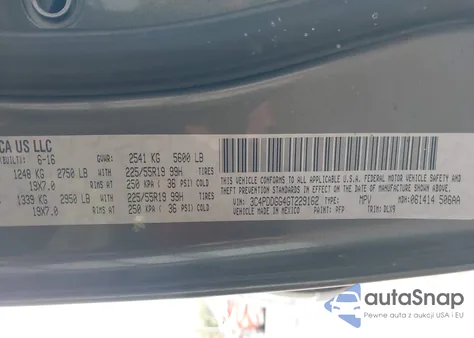 CA US LLC
(BUILT): 6-16 GVWR: 2541 KG 5600 LB
1248 KG 2750 LB WITH 225/55R19 99H TIRES
19X7.0 RIMS AT 250 KPA ( 36 PSI) COLD
1339 KG 2950 LB WITH 225/55R19 99H TIRES
19X7.0 RIMS AT 250 KPA ( 36 PSI) COLD
THIS VEHICLE CONFORMS TO ALL APPLICABLE U.S.A. FEDERAL MOTOR
VEHICLE SAFETY, BUMPER AND THEFT PREVENTION STANDARDS IN
EFFECT ON THE DATE OF MANUFACTURE SHOWN ABOVE.
VEHICLE MADE IN MEXICO
VIN: 3C4PDDGG4GT229162 TYPE: MPV MDH: 061414 506AA
PAINT: PFP TRIM: DLX9
autoSnap
Pewne auta z aukcji USA i EU